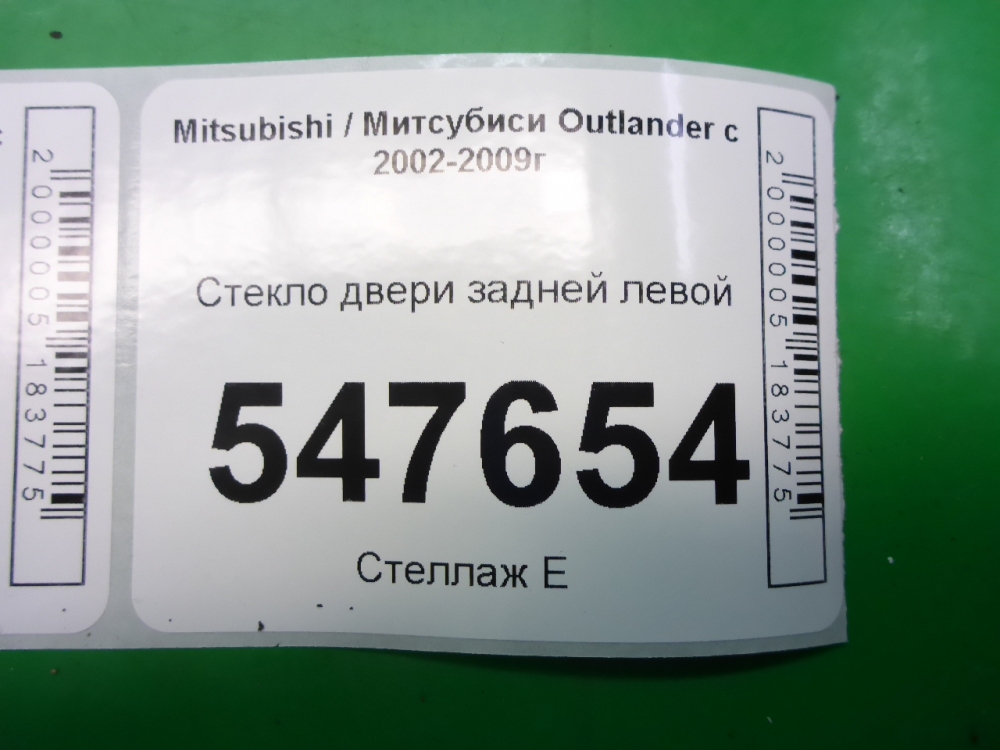 Mitsubishi / Митсубиси Outlander с
2002-2009г
Стекло двери задней левой
547654
Стеллаж Е
2000005183775
2000005183775